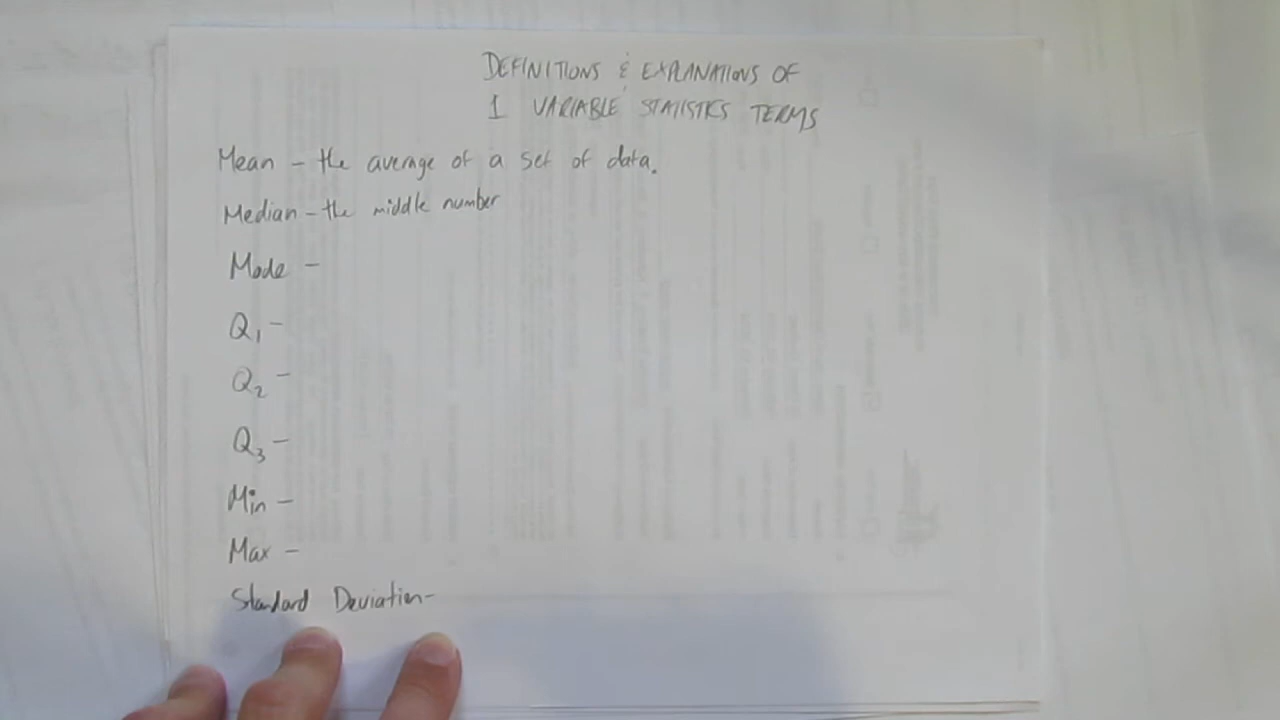 DEFINITIONS & EXPLANATIONS OF
1 VARIABLE STATISTICS TERMS
Mean – the average of a set of data.
Median – the middle number
Mode –
Q₁ –
Q₂ –
Q₃ –
Min –
Max –
Standard Deviation –